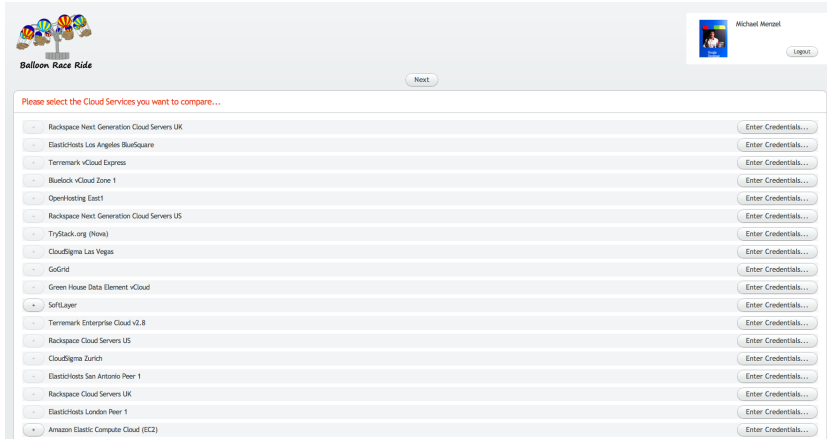 Balloon Race Ride
Michael Menzel
Logout
Next
Please select the Cloud Services you want to compare...
+ Rackspace Next Generation Cloud Servers UK Enter Credentials...
+ ElasticHosts Los Angeles BlueSquare Enter Credentials...
+ Terremark vCloud Express Enter Credentials...
+ Bluelock vCloud Zone 1 Enter Credentials...
+ OpenHosting East1 Enter Credentials...
+ Rackspace Next Generation Cloud Servers US Enter Credentials...
+ TryStack.org (Nova) Enter Credentials...
+ CloudSigma Las Vegas Enter Credentials...
+ GoGrid Enter Credentials...
+ Green House Data Element vCloud Enter Credentials...
+ SoftLayer Enter Credentials...
+ Terremark Enterprise Cloud v2.8 Enter Credentials...
+ Rackspace Cloud Servers US Enter Credentials...
+ CloudSigma Zurich Enter Credentials...
+ ElasticHosts San Antonio Peer 1 Enter Credentials...
+ Rackspace Cloud Servers UK Enter Credentials...
+ ElasticHosts London Peer 1 Enter Credentials...
+ Amazon Elastic Compute Cloud (EC2) Enter Credentials...